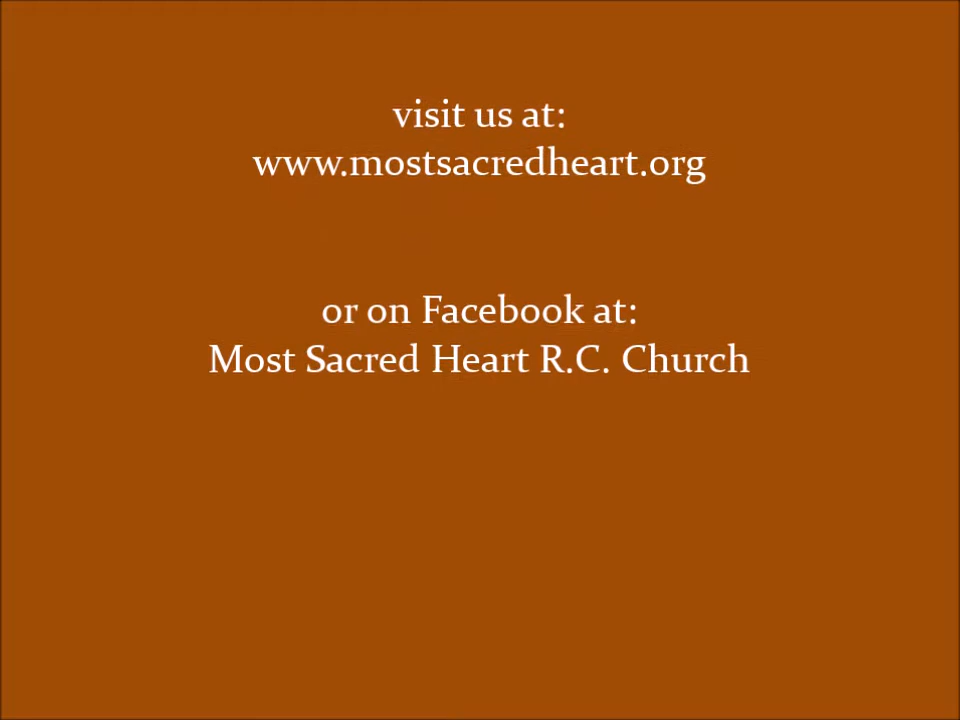 visit us at:
www.mostsacredheart.org
or on Facebook at:
Most Sacred Heart R.C. Church